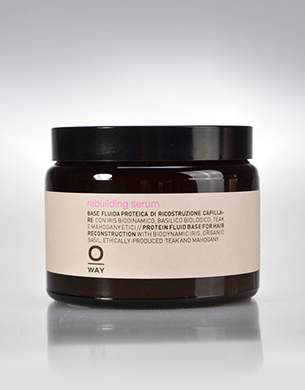 rebuilding serum
BASE FLUIDA PROTEICA DI RICOSTRUZIONE CAPILLA-
RE CON IRIS BIODINAMICO, BASILICO BIOLOGICO, TEAK
E MAHOGANY ETICI // PROTEIN FLUID BASE FOR HAIR
RECONSTRUCTION WITH BIODYNAMIC IRIS, ORGANIC
BASIL, ETHICALLY-PRODUCED TEAK AND MAHOGANY
O
WAY